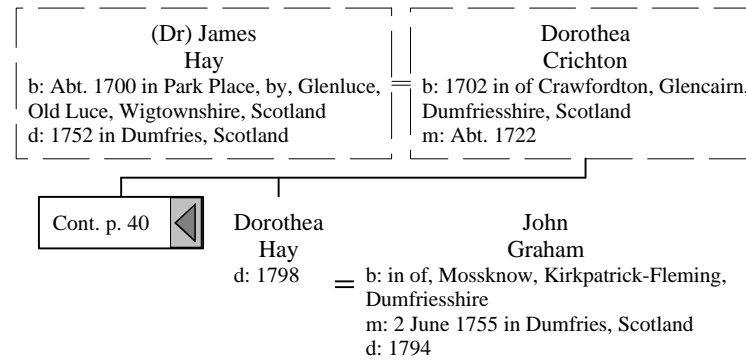 (Dr) James
Hay
b: Abt. 1700 in Park Place, by, Glenluce,
Old Luce, Wigtownshire, Scotland
d: 1752 in Dumfries, Scotland
=
Dorothea
Crichton
b: 1702 in of Crawfordton, Glencairn,
Dumfriesshire, Scotland
m: Abt. 1722
Cont. p. 40
Dorothea
Hay
d: 1798
=
John
Graham
b: in of, Mossknow, Kirkpatrick-Fleming,
Dumfriesshire
m: 2 June 1755 in Dumfries, Scotland
d: 1794